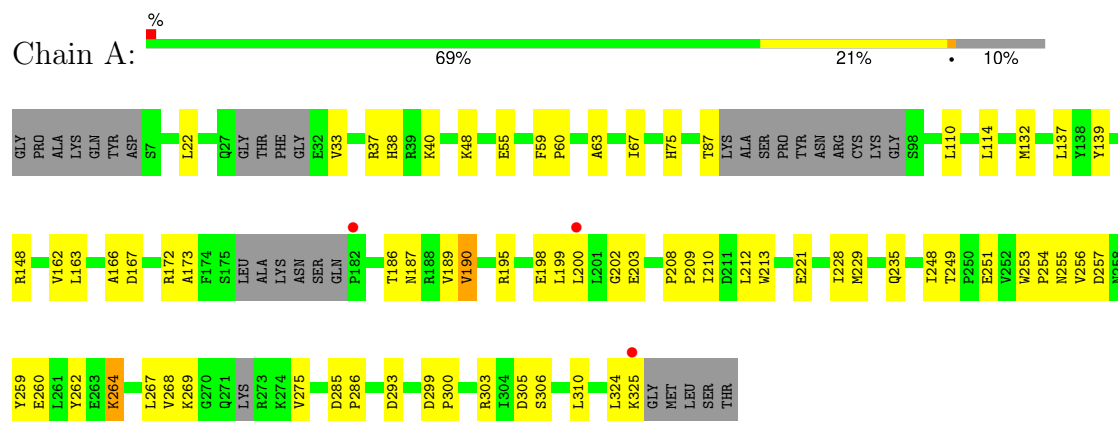 %
Chain A:
69% 21% • 10%
GLY PRO ALA LYS GLN TYR ASP S7 L22 Q27 GLY THR PHE GLY E32 V33 R37 H38 R39 K40 K48 E55 F59 P60 A63 I67 H75 T87 LYS ALA SER PRO TYR ASN ARG CYS LYS GLY S98 L110 L114 M132 L137 Y138 Y139
R148 V162 L163 A166 D167 R172 A173 F174 S175 LEU ALA LYS ASN SER GLN P182 T186 N187 R188 V189 V190 R195 E198 L199 L200 L201 G202 E203 P208 P209 I210 D211 L212 W213 E221 I228 M229 Q235 I248 T249 P250 E251 V252 W253 P254 N255 V256 D257 N258
Y259 E260 L261 Y262 E263 K264 L267 V268 K269 G270 Q271 LYS R273 K274 V275 D285 P286 D293 D299 P300 R303 I304 D305 S306 L310 L324 K325 GLY MET LEU SER THR